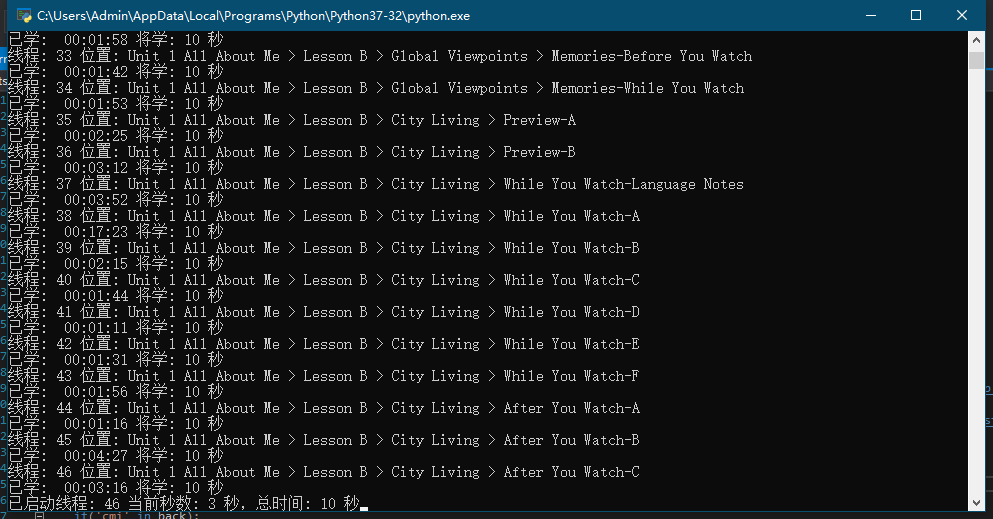 C:\Users\Admin\AppData\Local\Programs\Python\Python37-32\python.exe
已学: 00:01:58 将学: 10 秒
线程: 33 位置: Unit 1 All About Me > Lesson B > Global Viewpoints > Memories-Before You Watch
已学: 00:01:42 将学: 10 秒
线程: 34 位置: Unit 1 All About Me > Lesson B > Global Viewpoints > Memories-While You Watch
已学: 00:01:53 将学: 10 秒
线程: 35 位置: Unit 1 All About Me > Lesson B > City Living > Preview-A
已学: 00:02:25 将学: 10 秒
线程: 36 位置: Unit 1 All About Me > Lesson B > City Living > Preview-B
已学: 00:03:12 将学: 10 秒
线程: 37 位置: Unit 1 All About Me > Lesson B > City Living > While You Watch-Language Notes
已学: 00:03:52 将学: 10 秒
线程: 38 位置: Unit 1 All About Me > Lesson B > City Living > While You Watch-A
已学: 00:17:23 将学: 10 秒
线程: 39 位置: Unit 1 All About Me > Lesson B > City Living > While You Watch-B
已学: 00:02:15 将学: 10 秒
线程: 40 位置: Unit 1 All About Me > Lesson B > City Living > While You Watch-C
已学: 00:01:44 将学: 10 秒
线程: 41 位置: Unit 1 All About Me > Lesson B > City Living > While You Watch-D
已学: 00:01:11 将学: 10 秒
线程: 42 位置: Unit 1 All About Me > Lesson B > City Living > While You Watch-E
已学: 00:01:31 将学: 10 秒
线程: 43 位置: Unit 1 All About Me > Lesson B > City Living > While You Watch-F
已学: 00:01:56 将学: 10 秒
线程: 44 位置: Unit 1 All About Me > Lesson B > City Living > After You Watch-A
已学: 00:01:16 将学: 10 秒
线程: 45 位置: Unit 1 All About Me > Lesson B > City Living > After You Watch-B
已学: 00:04:27 将学: 10 秒
线程: 46 位置: Unit 1 All About Me > Lesson B > City Living > After You Watch-C
已学: 00:03:16 将学: 10 秒
已启动线程: 46 当前秒数: 3 秒, 总时间: 10 秒